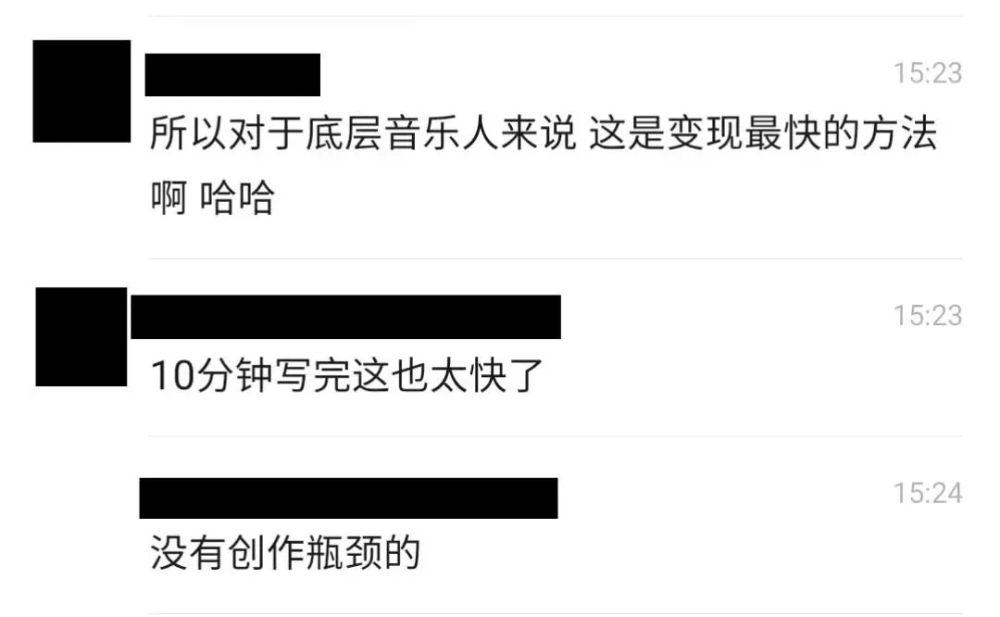 15:23
所以对于底层音乐人来说 这是变现最快的方法
啊 哈哈
15:23
10分钟写完这也太快了
15:24
没有创作瓶颈的